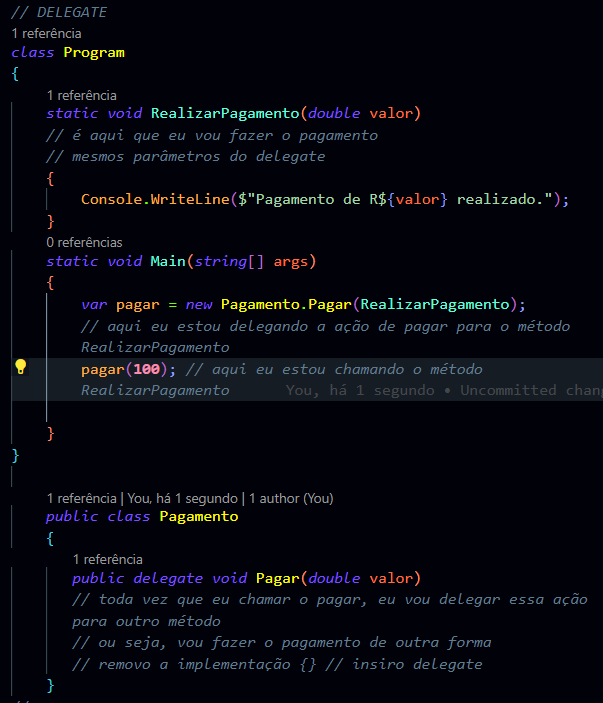 // DELEGATE
1 referência
class Program
{
1 referência
static void RealizarPagamento(double valor)
// é aqui que eu vou fazer o pagamento
// mesmos parâmetros do delegate
{
Console.WriteLine($"Pagamento de R${valor} realizado.");
}
0 referências
static void Main(string[] args)
{
var pagar = new Pagamento.Pagar(RealizarPagamento);
// aqui eu estou delegando a ação de pagar para o método
RealizarPagamento
pagar(100); // aqui eu estou chamando o método
RealizarPagamento You, há 1 segundo • Uncommitted chang
}
}
1 referência | You, há 1 segundo | 1 author (You)
public class Pagamento
{
1 referência
public delegate void Pagar(double valor)
// toda vez que eu chamar o pagar, eu vou delegar essa ação
para outro método
// ou seja, vou fazer o pagamento de outra forma
// removo a implementação {} // insiro delegate
}